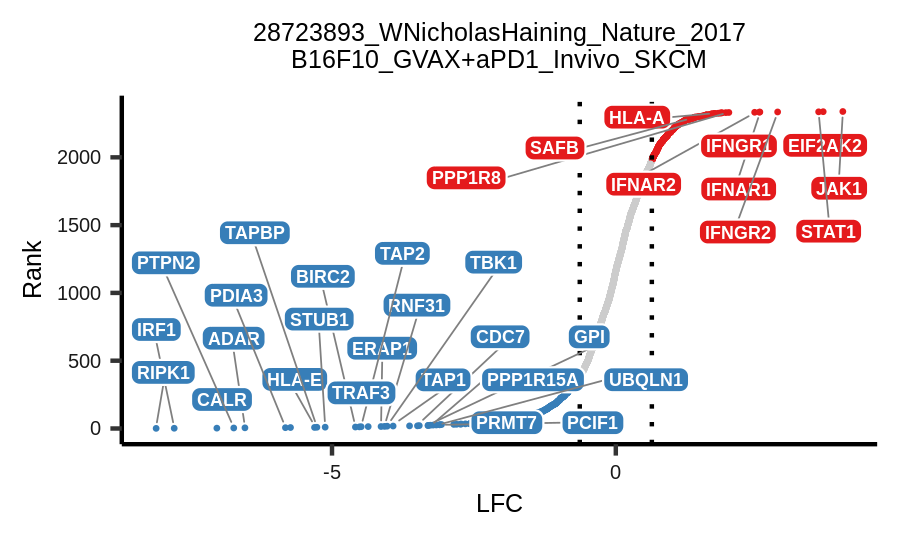 28723893_WNicholasHaining_Nature_2017
B16F10_GVAX+aPD1_Invivo_SKCM
HLA-A
SAFB
IFNGR1
EIF2AK2
2000
PPP1R8
IFNAR2
IFNAR1
JAK1
1500
TAPBP
IFNGR2
STAT1
Rank
PTPN2
TAP2
TBK1
BIRC2
1000
PDIA3
RNF31
STUB1
IRF1
ADAR
CDC7
GPI
500
ERAP1
RIPK1
HLA-E
TAP1
PPP1R15A
UBQLN1
CALR
TRAF3
0
PRMT7
PCIF1
-5
0
LFC